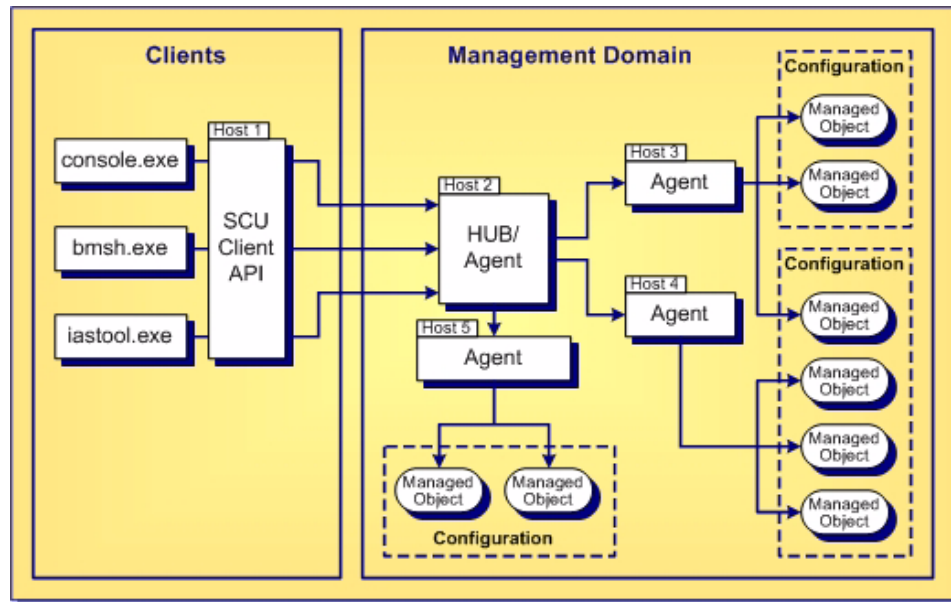 Clients
Host 1
console.exe
bmsh.exe
iastool.exe
SCU
Client
API
Management Domain
Host 2
HUB/
Agent
Host 3
Agent
Host 4
Agent
Host 5
Agent
Configuration
Managed
Object
Managed
Object
Configuration
Managed
Object
Managed
Object
Managed
Object
Managed
Object
Managed
Object
Managed
Object
Configuration